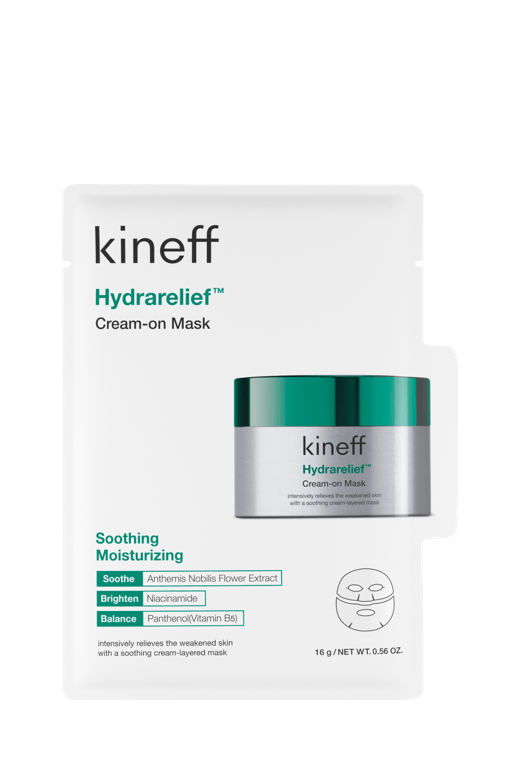 kineff
Hydrarelief™
Cream-on Mask
kineff
Hydrarelief™
Cream-on Mask
intensively relieves the weakened skin
with a soothing cream-layered mask
Soothing
Moisturizing
Soothe Anthemis Nobilis Flower Extract
Brighten Niacinamide
Balance Panthenol(Vitamin B5)
intensively relieves the weakened skin
with a soothing cream-layered mask
16 g / NET WT. 0.56 OZ.